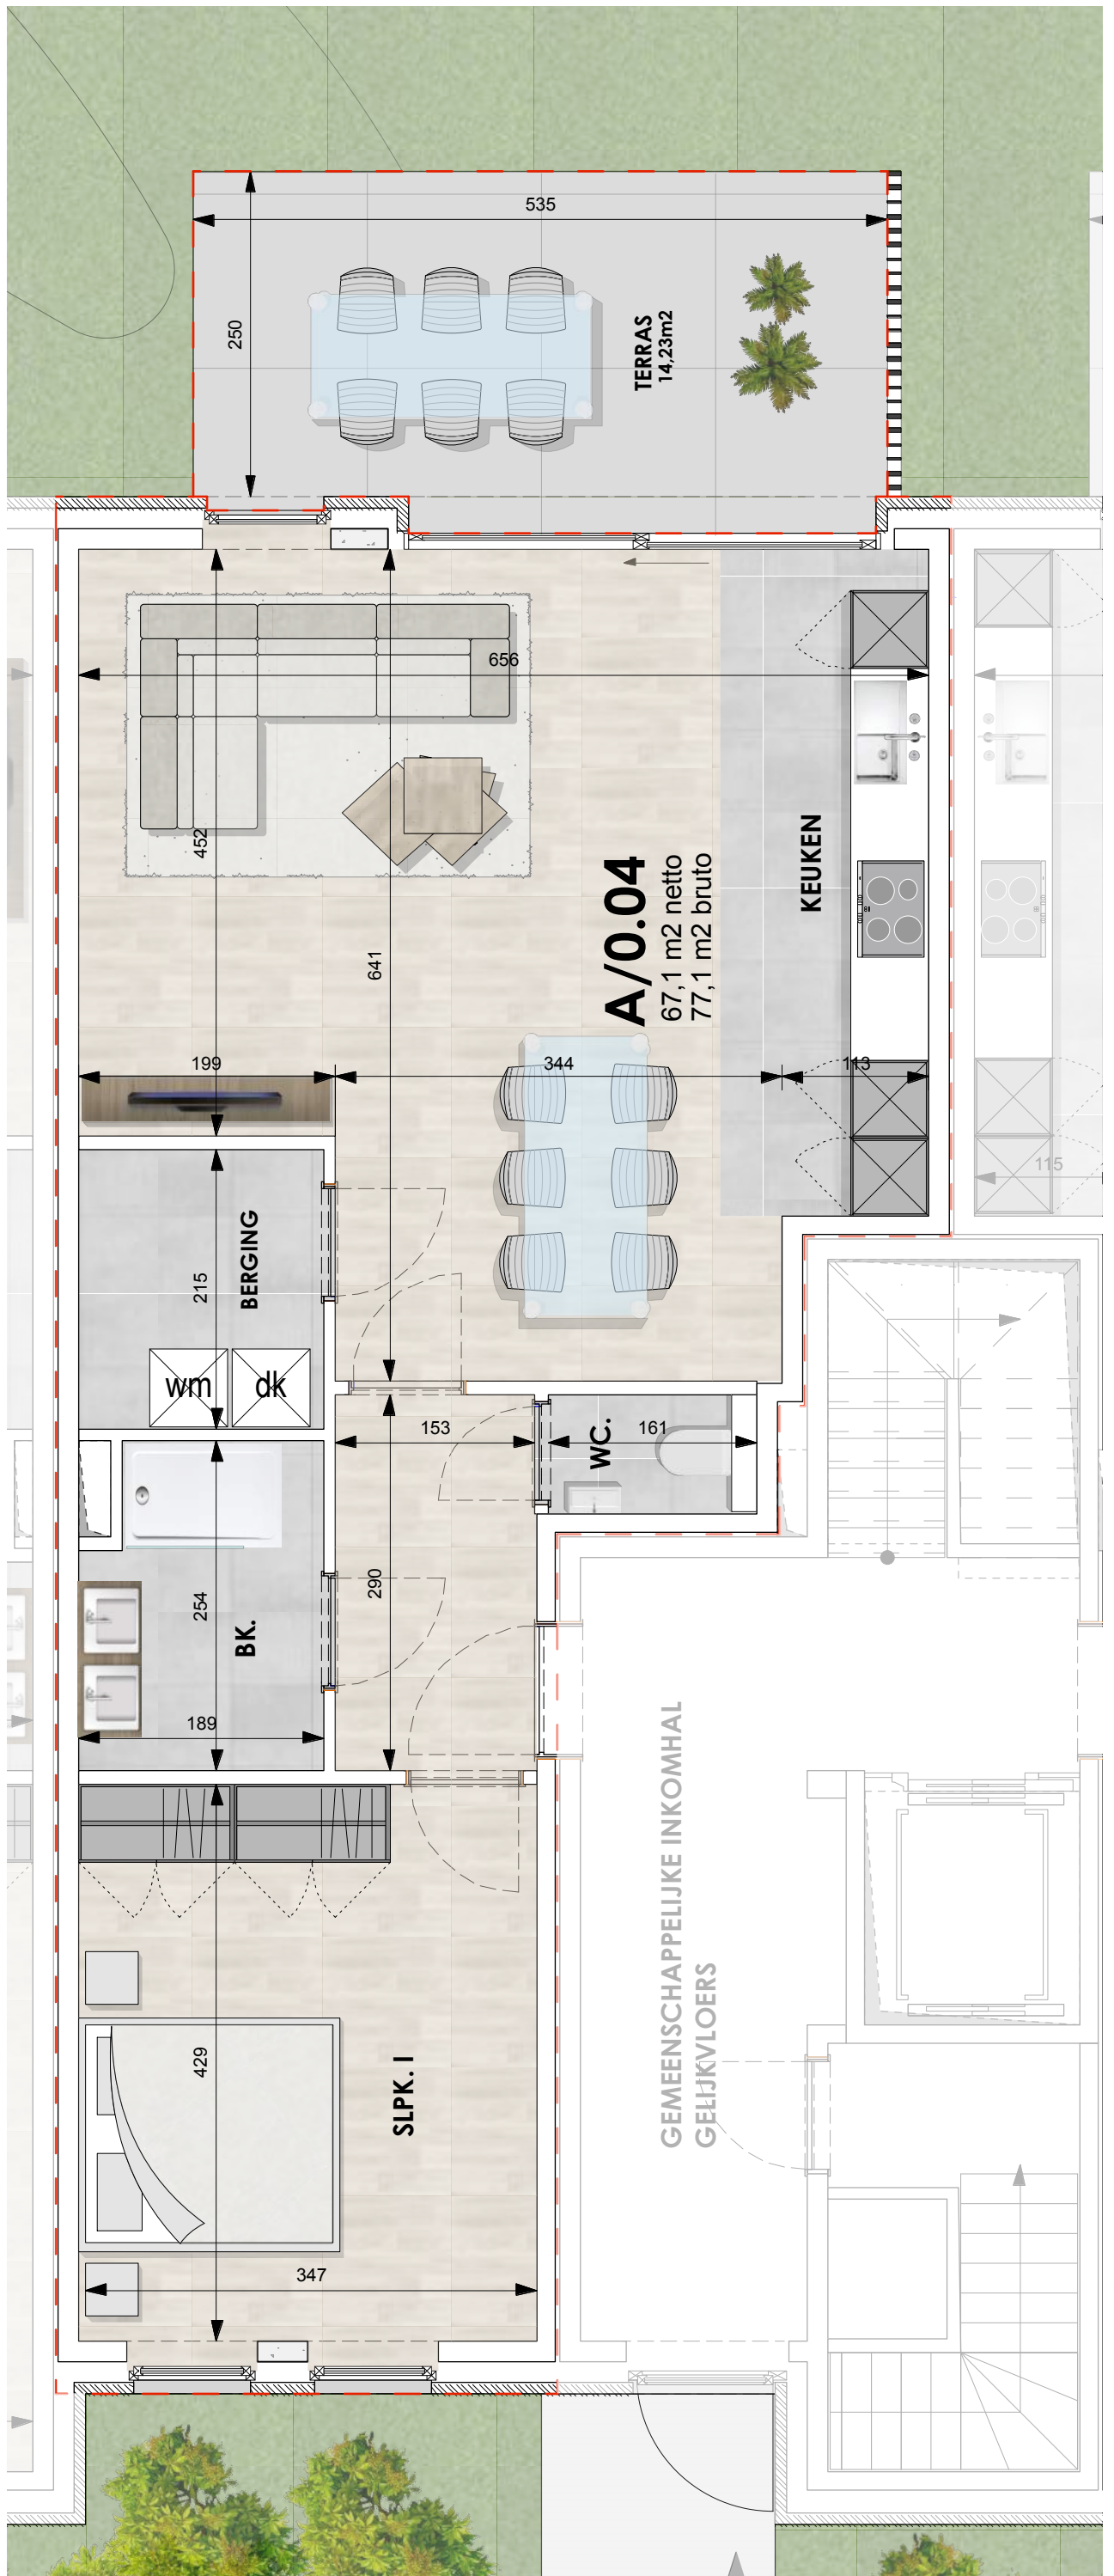 535
250
TERRAS
14,23m2
656
452
641
KEUKEN
A/0.04
67,1 m2 netto
77,1 m2 bruto
199
344
113
115
BERGING
215
wm
dk
153
WC.
161
290
254
BK.
189
GEMEENSCHAPPELIJKE INKOMHAL
GELIJKVLOERS
429
SLPK. I
347